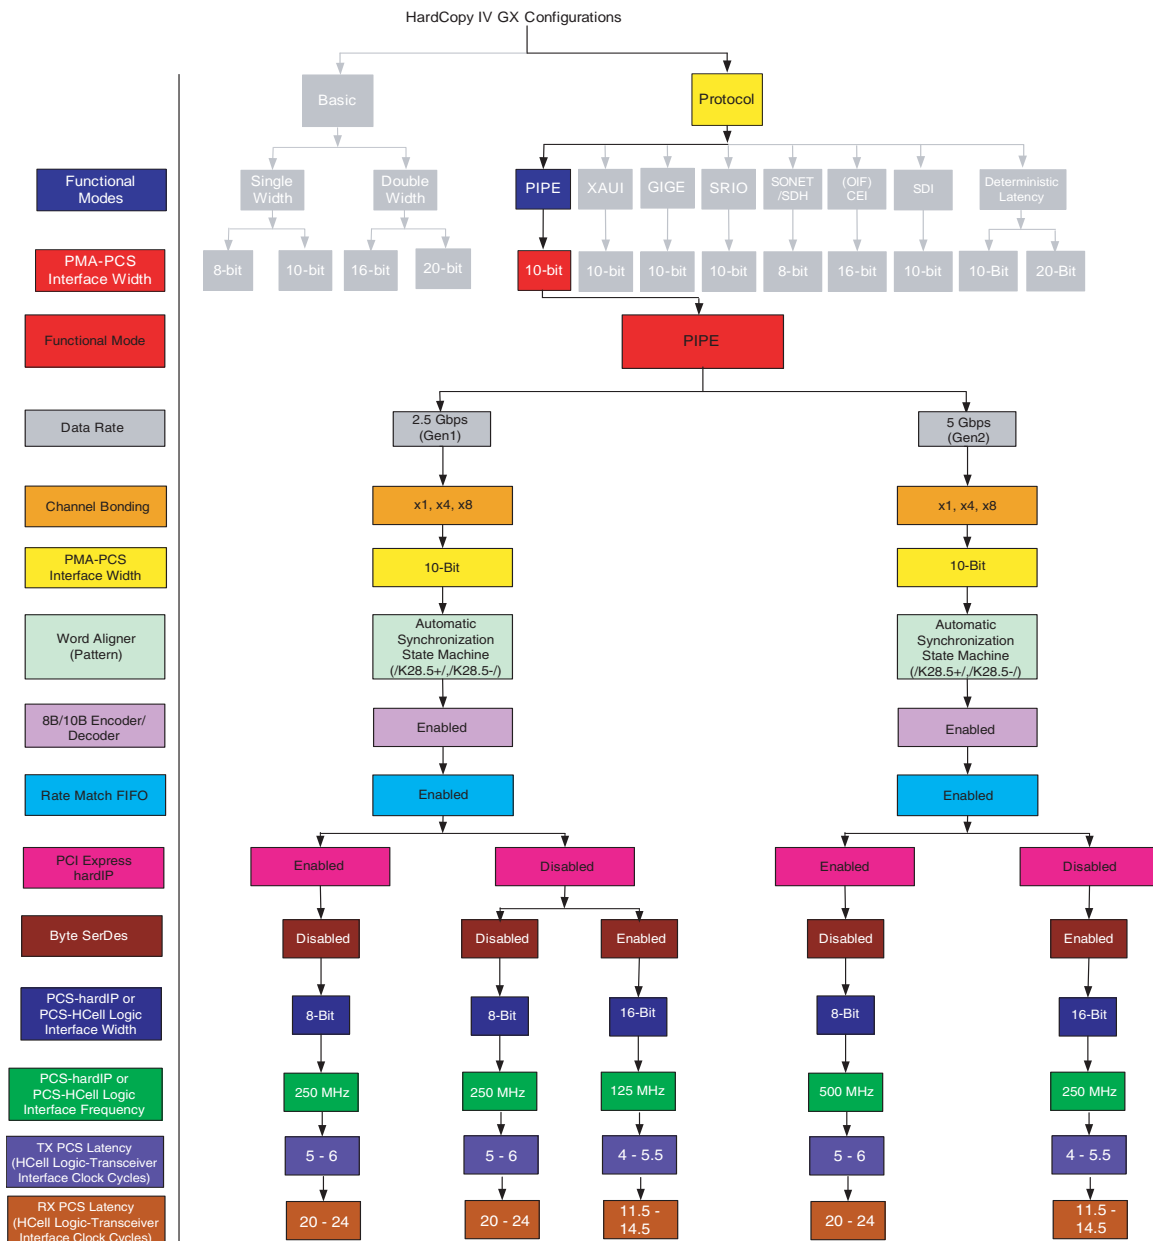 HardCopy IV GX Configurations
Basic
Protocol
Functional
Modes
Single
Width
Double
Width
PIPE
XAUI
GIGE
SRIO
SONET
/SDH
(OIF)
CEI
SDI
Deterministic
Latency
PMA-PCS
Interface Width
8-bit
10-bit
16-bit
20-bit
10-bit
10-bit
10-bit
10-bit
8-bit
16-bit
10-bit
10-Bit
20-Bit
Functional Mode
PIPE
Data Rate
2.5 Gbps
(Gen1)
5 Gbps
(Gen2)
Channel Bonding
x1, x4, x8
x1, x4, x8
PMA-PCS
Interface Width
10-Bit
10-Bit
Word Aligner
(Pattern)
Automatic
Synchronization
State Machine
(/K28.5+/,/K28.5-/)
Automatic
Synchronization
State Machine
(/K28.5+/,/K28.5-/)
8B/10B Encoder/
Decoder
Enabled
Enabled
Rate Match FIFO
Enabled
Enabled
PCI Express
hardIP
Enabled
Disabled
Enabled
Disabled
Byte SerDes
Disabled
Disabled
Enabled
Disabled
Enabled
PCS-hardIP or
PCS-HCell Logic
Interface Width
8-Bit
8-Bit
16-Bit
8-Bit
16-Bit
PCS-hardIP or
PCS-HCell Logic
Interface Frequency
250 MHz
250 MHz
125 MHz
500 MHz
250 MHz
TX PCS Latency
(HCell Logic-Transceiver
Interface Clock Cycles)
5 - 6
5 - 6
4 - 5.5
5 - 6
4 - 5.5
RX PCS Latency
(HCell Logic-Transceiver
Interface Clock Cycles)
20 - 24
20 - 24
11.5 -
14.5
20 - 24
11.5 -
14.5